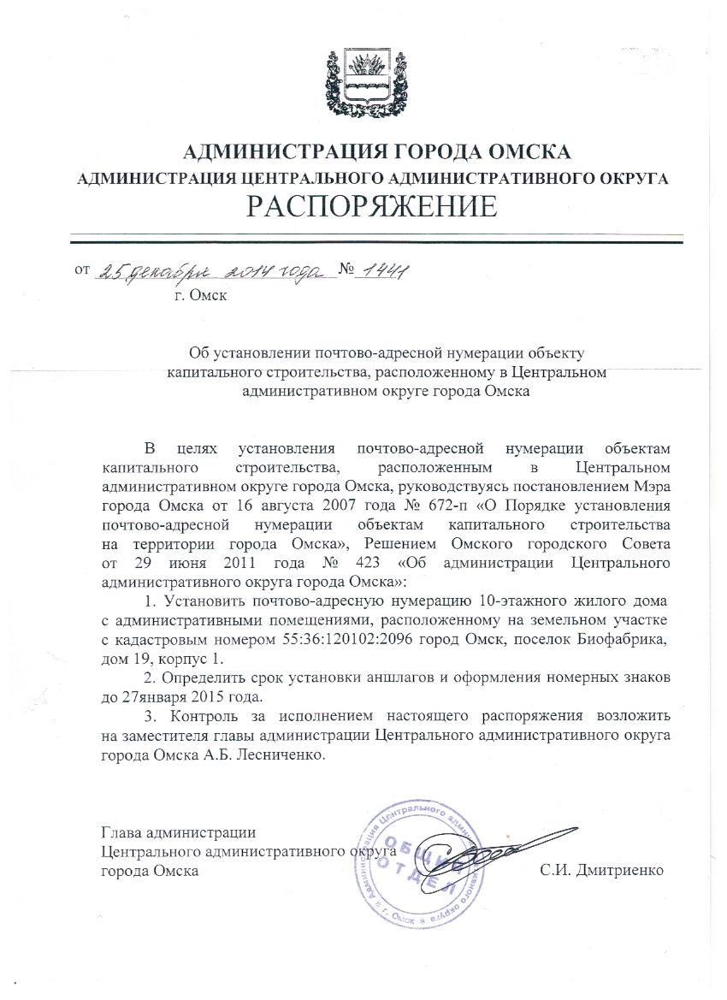 АДМИНИСТРАЦИЯ ГОРОДА ОМСКА
АДМИНИСТРАЦИЯ ЦЕНТРАЛЬНОГО АДМИНИСТРАТИВНОГО ОКРУГА
РАСПОРЯЖЕНИЕ
от 25 декабря 2014 года № 1441
г. Омск
Об установлении почтово-адресной нумерации объекту
капитального строительства, расположенному в Центральном
административном округе города Омска
В целях установления почтово-адресной нумерации объектам
капитального строительства, расположенным в Центральном
административном округе города Омска, руководствуясь постановлением Мэра
города Омска от 16 августа 2007 года № 672-п «О Порядке установления
почтово-адресной нумерации объектам капитального строительства
на территории города Омска», Решением Омского городского Совета
от 29 июня 2011 года № 423 «Об администрации Центрального
административного округа города Омска»:
1. Установить почтово-адресную нумерацию 10-этажного жилого дома
с административными помещениями, расположенному на земельном участке
с кадастровым номером 55:36:120102:2096 город Омск, поселок Биофабрика,
дом 19, корпус 1.
2. Определить срок установки аншлагов и оформления номерных знаков
до 27января 2015 года.
3. Контроль за исполнением настоящего распоряжения возложить
на заместителя главы администрации Центрального административного округа
города Омска А.Б. Лесниченко.
Глава администрации
Центрального административного округа
города Омска
С.И. Дмитриенко
Администрация Центрального административного округа
* г. Омск *
ОБЩИЙ
ОТДЕЛ